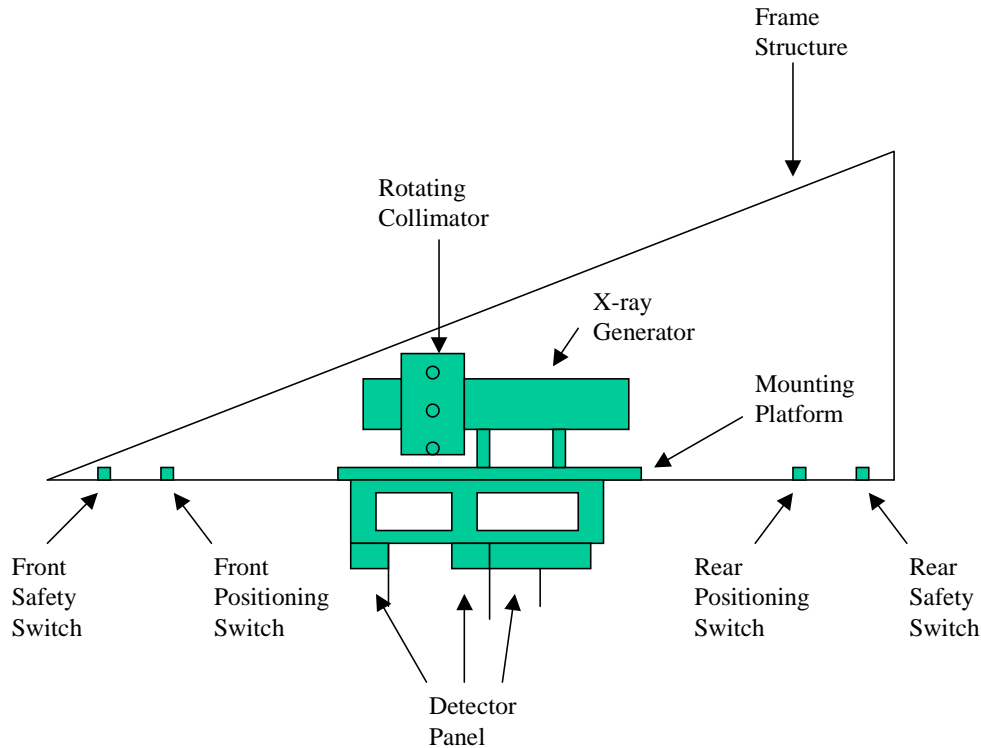 Frame
Structure
Rotating
Collimator
X-ray
Generator
Mounting
Platform
Front
Safety
Switch
Front
Positioning
Switch
Rear
Positioning
Switch
Rear
Safety
Switch
Detector
Panel